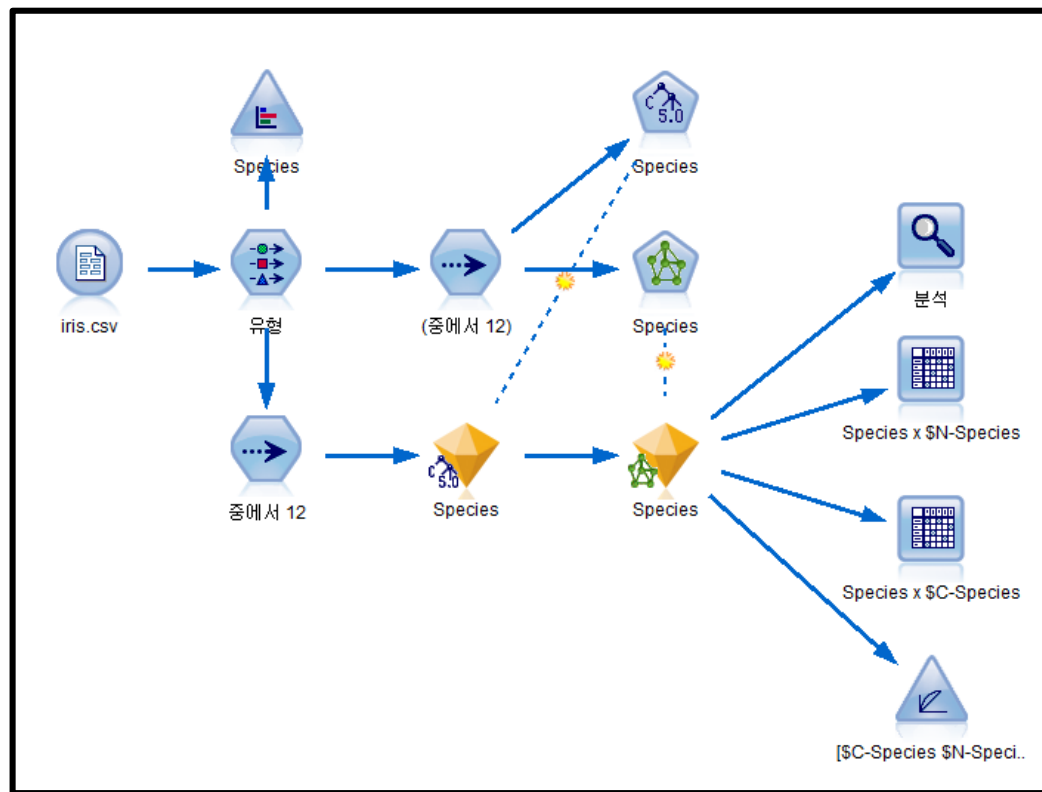 Species
C 5.0
Species
iris.csv
유형
(중에서 12)
Species
분석
Species x $N-Species
중에서 12
C 5.0
Species
Species
Species x $C-Species
[$C-Species $N-Speci..